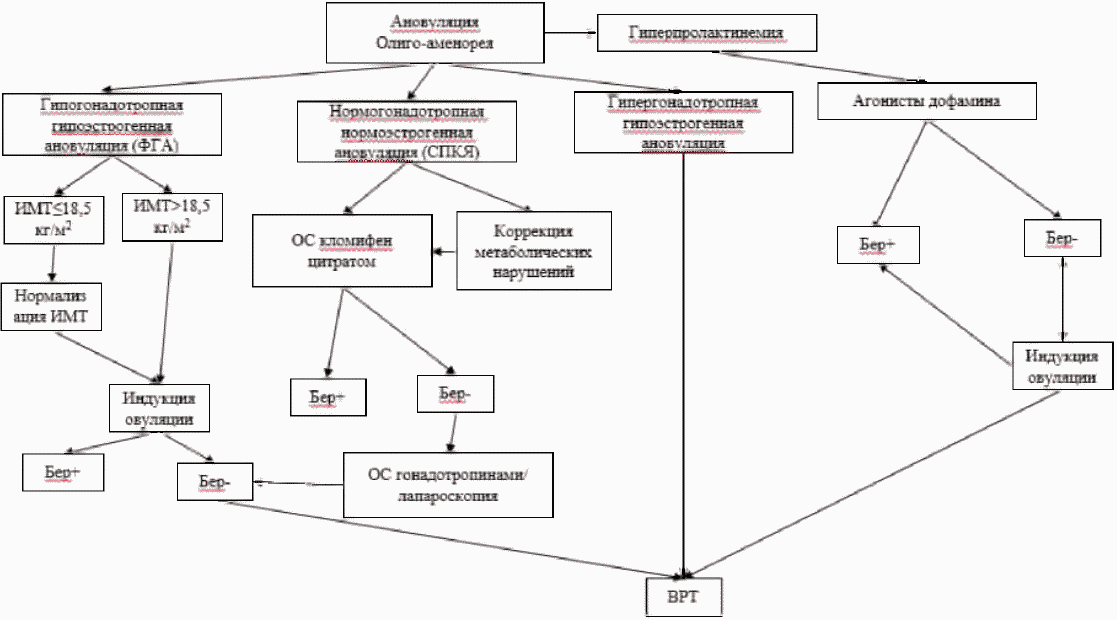 Ановуляция
Олиго-аменорея
Гиперпролактинемия
Гипогонадотропная
гипоэстрогенная
ановуляция (ФГА)
Нормогонадотропная
нормоэстрогенная
ановуляция (СПКЯ)
Гипергонадотропная
гипоэстрогенная
ановуляция
Агонисты дофамина
ИМТ≤18,5
кг/м²
ИМТ>18,5
кг/м²
ОС кломифен
цитратом
Коррекция
метаболических
нарушений
Бер+
Бер-
Нормализ
ация ИМТ
Индукция
овуляции
Бер+
Бер-
Индукция
овуляции
Бер+
Бер-
ОС гонадотропинами/
лапароскопия
ВРТ